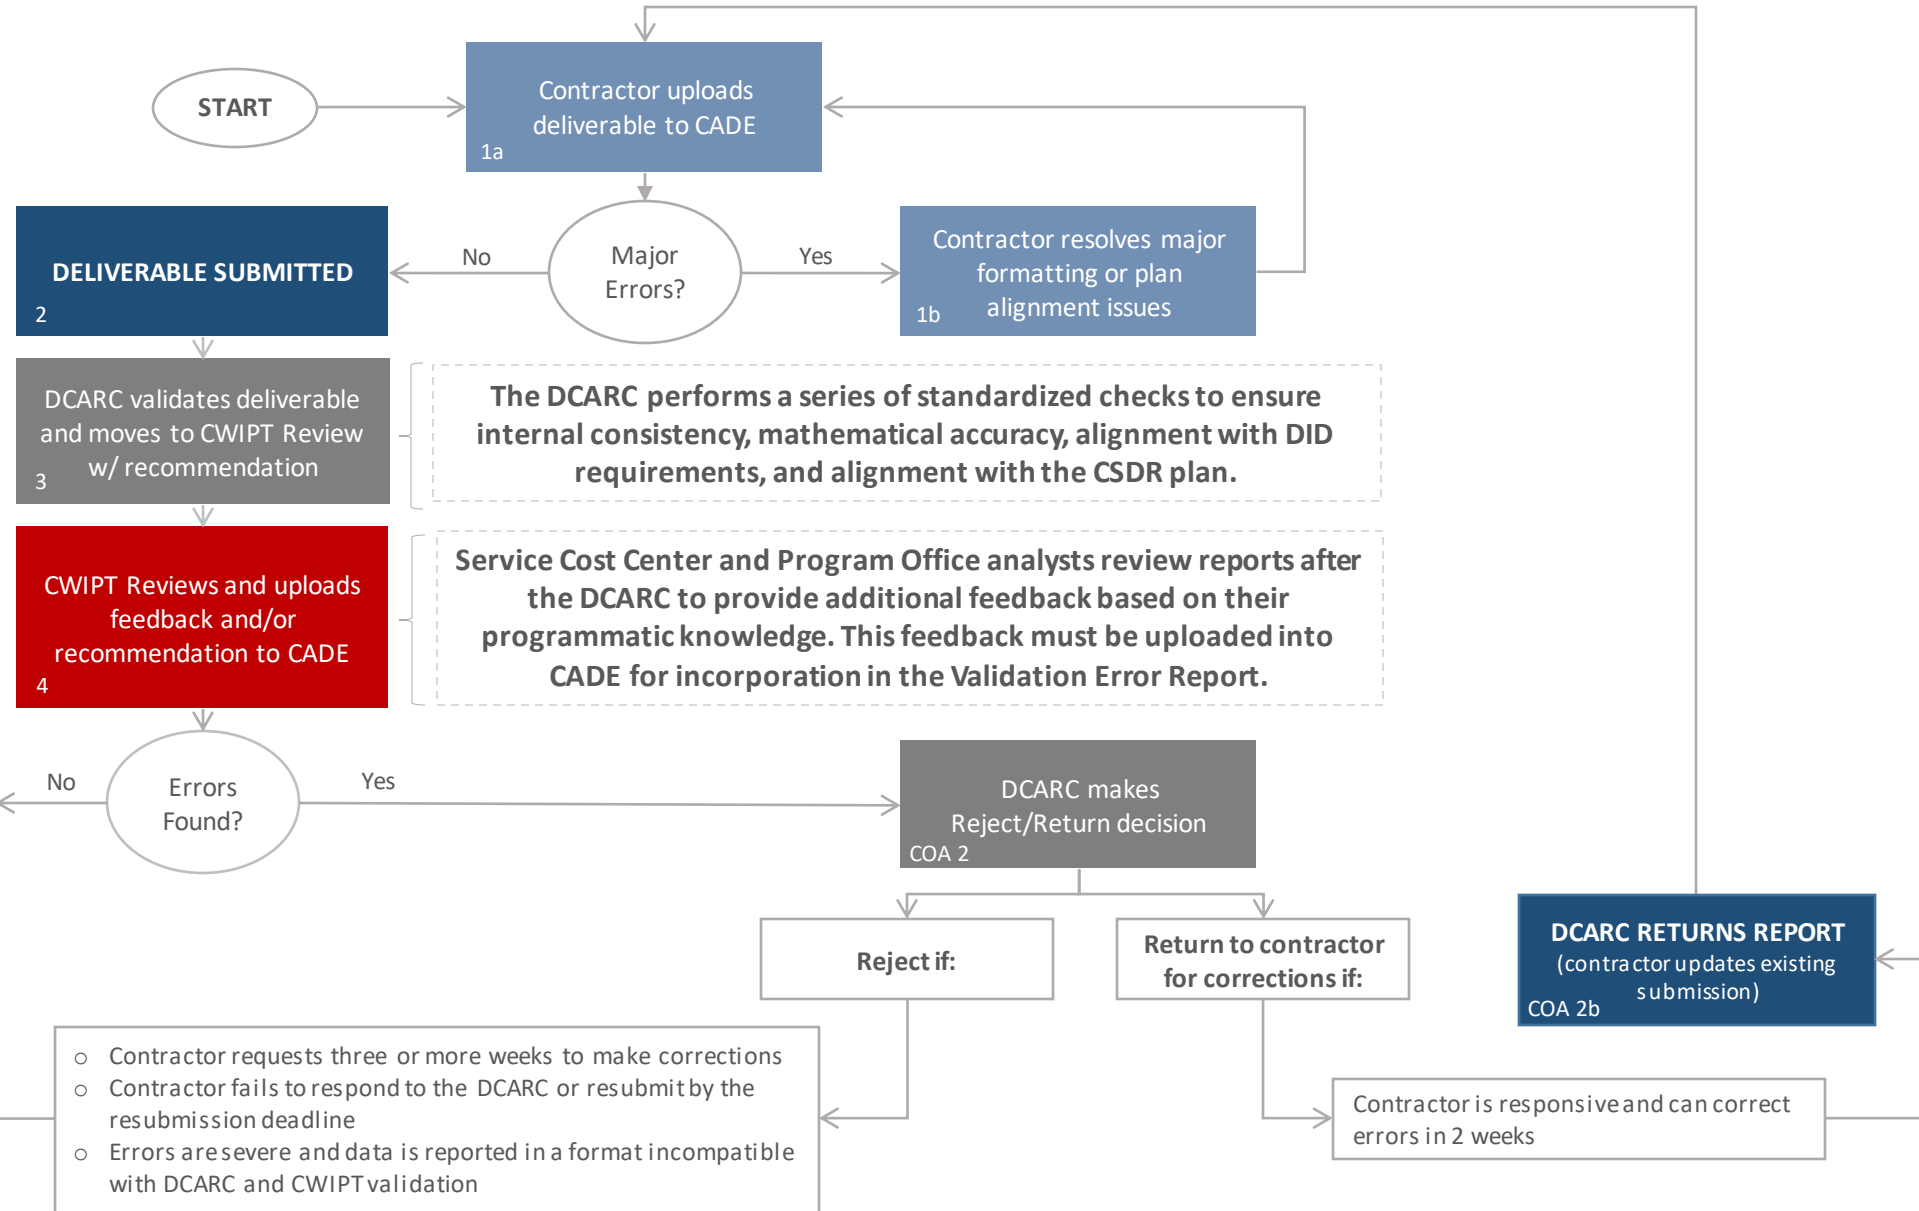 START
Contractor uploads
deliverable to CADE
1a
DELIVERABLE SUBMITTED
2
No
Major
Errors?
Yes
Contractor resolves major
formatting or plan
alignment issues
1b
DCARC validates deliverable
and moves to CWIPT Review
w/ recommendation
3
The DCARC performs a series of standardized checks to ensure
internal consistency, mathematical accuracy, alignment with DID
requirements, and alignment with the CSDR plan.
CWIPT Reviews and uploads
feedback and/or
recommendation to CADE
4
Service Cost Center and Program Office analysts review reports after
the DCARC to provide additional feedback based on their
programmatic knowledge. This feedback must be uploaded into
CADE for incorporation in the Validation Error Report.
No
Errors
Found?
Yes
DCARC makes
Reject/Return decision
COA 2
Reject if:
Return to contractor
for corrections if:
DCARC RETURNS REPORT
(contractor updates existing
submission)
COA 2b
o Contractor requests three or more weeks to make corrections
o Contractor fails to respond to the DCARC or resubmit by the
resubmission deadline
o Errors are severe and data is reported in a format incompatible
with DCARC and CWIPT validation
Contractor is responsive and can correct
errors in 2 weeks